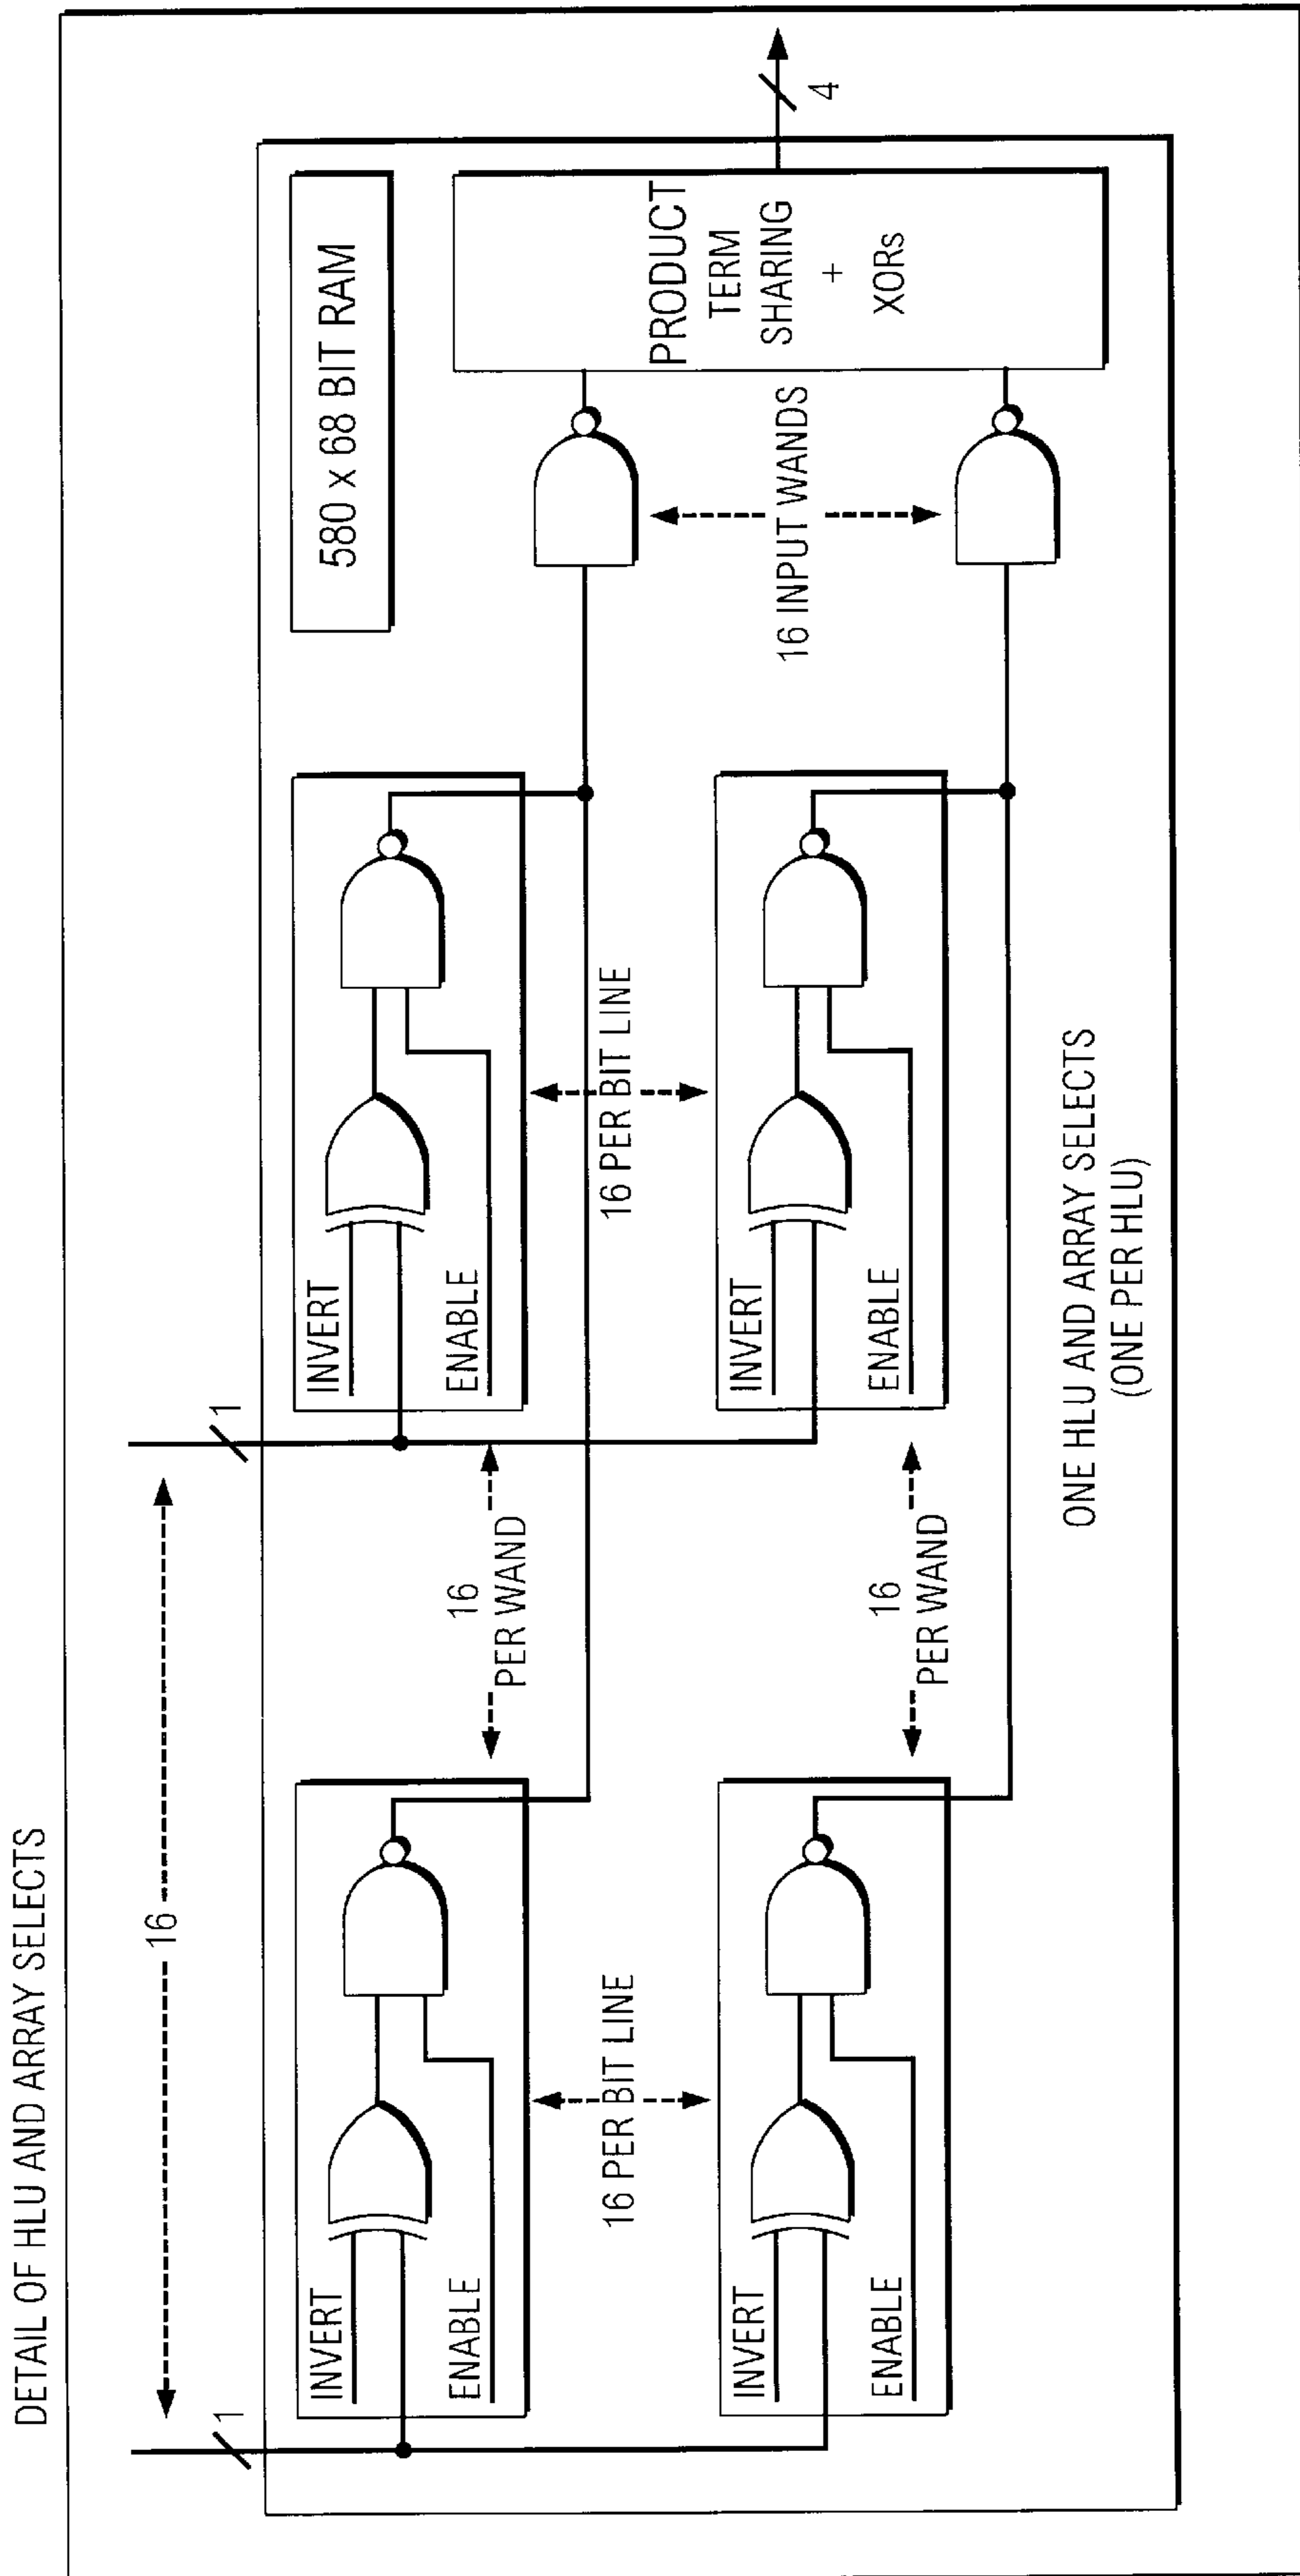 DETAIL OF HLU AND ARRAY SELECTS
16
1
1
INVERT
ENABLE
INVERT
ENABLE
580 x 68 BIT RAM
16
PER WAND
16 PER BIT LINE
16 PER BIT LINE
16 INPUT WANDS
PRODUCT
TERM
SHARING
+
XORs
4
INVERT
ENABLE
INVERT
ENABLE
16
PER WAND
ONE HLU AND ARRAY SELECTS
(ONE PER HLU)